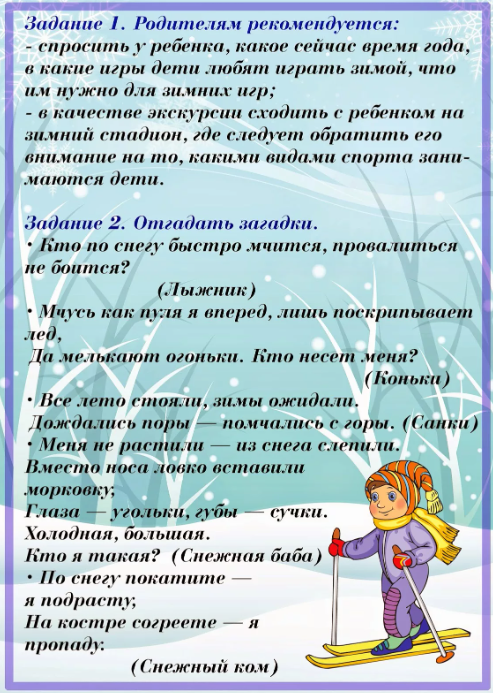 Задание 1. Родителям рекомендуется:
- спросить у ребенка, какое сейчас время года,
в какие игры дети любят играть зимой, что
им нужно для зимних игр;
- в качестве экскурсии сходить с ребенком на
зимний стадион, где следует обратить его
внимание на то, какими видами спорта зани-
маются дети.
Задание 2. Отгадать загадки.
• Кто по снегу быстро мчится, провалиться
не боится?
(Лыжник)
• Мчусь как пуля я вперед, лишь поскрипывает
лед,
Да мелькают огоньки. Кто несет меня?
(Коньки)
• Все лето стояли, зимы ожидали.
Дождались поры — помчались с горы. (Санки)
• Меня не растили — из снега слепили.
Вместо носа ловко вставили
морковку;
Глаза — угольки, губы — сучки.
Холодная, большая.
Кто я такая? (Снежная баба)
• По снегу покатите —
я подрасту;
На костре согреете — я
пропаду.
(Снежный ком)